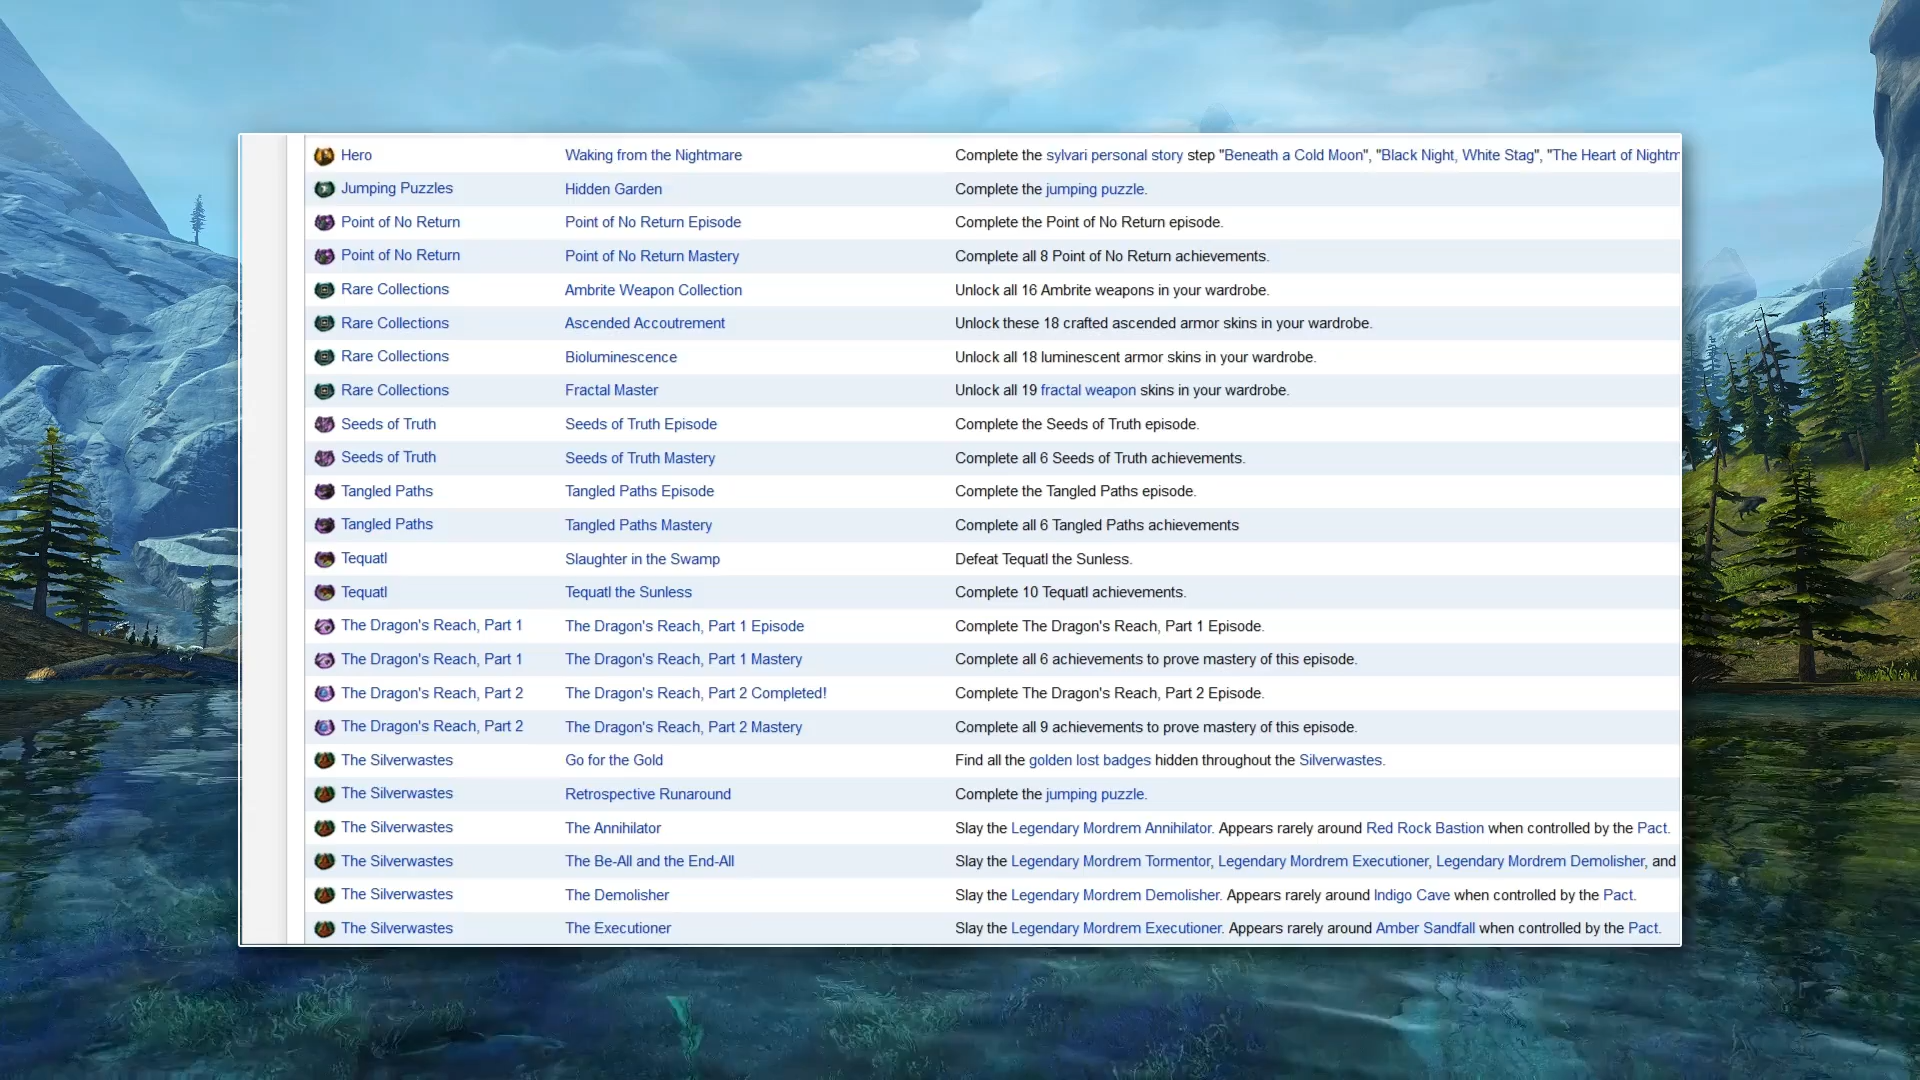 Hero Waking from the Nightmare Complete the sylvari personal story step "Beneath a Cold Moon", "Black Night, White Stag", "The Heart of Nightm
Jumping Puzzles Hidden Garden Complete the jumping puzzle.
Point of No Return Point of No Return Episode Complete the Point of No Return episode.
Point of No Return Point of No Return Mastery Complete all 8 Point of No Return achievements.
Rare Collections Ambrite Weapon Collection Unlock all 16 Ambrite weapons in your wardrobe.
Rare Collections Ascended Accoutrement Unlock these 18 crafted ascended armor skins in your wardrobe.
Rare Collections Bioluminescence Unlock all 18 luminescent armor skins in your wardrobe.
Rare Collections Fractal Master Unlock all 19 fractal weapon skins in your wardrobe.
Seeds of Truth Seeds of Truth Episode Complete the Seeds of Truth episode.
Seeds of Truth Seeds of Truth Mastery Complete all 6 Seeds of Truth achievements.
Tangled Paths Tangled Paths Episode Complete the Tangled Paths episode.
Tangled Paths Tangled Paths Mastery Complete all 6 Tangled Paths achievements
Tequatl Slaughter in the Swamp Defeat Tequatl the Sunless.
Tequatl Tequatl the Sunless Complete 10 Tequatl achievements.
The Dragon's Reach, Part 1 The Dragon's Reach, Part 1 Episode Complete The Dragon's Reach, Part 1 Episode.
The Dragon's Reach, Part 1 The Dragon's Reach, Part 1 Mastery Complete all 6 achievements to prove mastery of this episode.
The Dragon's Reach, Part 2 The Dragon's Reach, Part 2 Completed! Complete The Dragon's Reach, Part 2 Episode.
The Dragon's Reach, Part 2 The Dragon's Reach, Part 2 Mastery Complete all 9 achievements to prove mastery of this episode.
The Silverwastes Go for the Gold Find all the golden lost badges hidden throughout the Silverwastes.
The Silverwastes Retrospective Runaround Complete the jumping puzzle.
The Silverwastes The Annihilator Slay the Legendary Mordrem Annihilator. Appears rarely around Red Rock Bastion when controlled by the Pact.
The Silverwastes The Be-All and the End-All Slay the Legendary Mordrem Tormentor, Legendary Mordrem Executioner, Legendary Mordrem Demolisher, and
The Silverwastes The Demolisher Slay the Legendary Mordrem Demolisher. Appears rarely around Indigo Cave when controlled by the Pact.
The Silverwastes The Executioner Slay the Legendary Mordrem Executioner. Appears rarely around Amber Sandfall when controlled by the Pact.